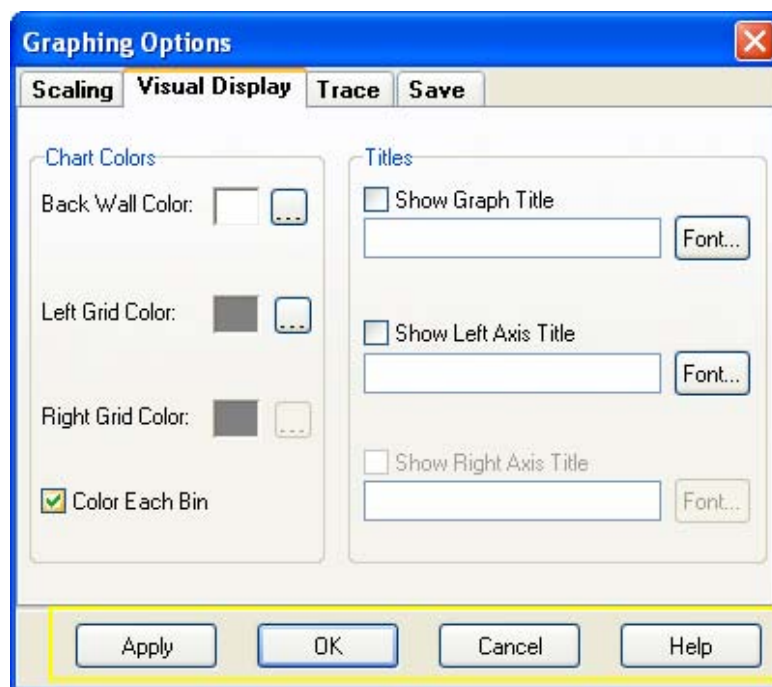 Graphing Options
Scaling Visual Display Trace Save
Chart Colors
Back Wall Color: ...
Left Grid Color: ...
Right Grid Color: ...
Color Each Bin
Titles
Show Graph Title
Font...
Show Left Axis Title
Font...
Show Right Axis Title
Font...
Apply OK Cancel Help